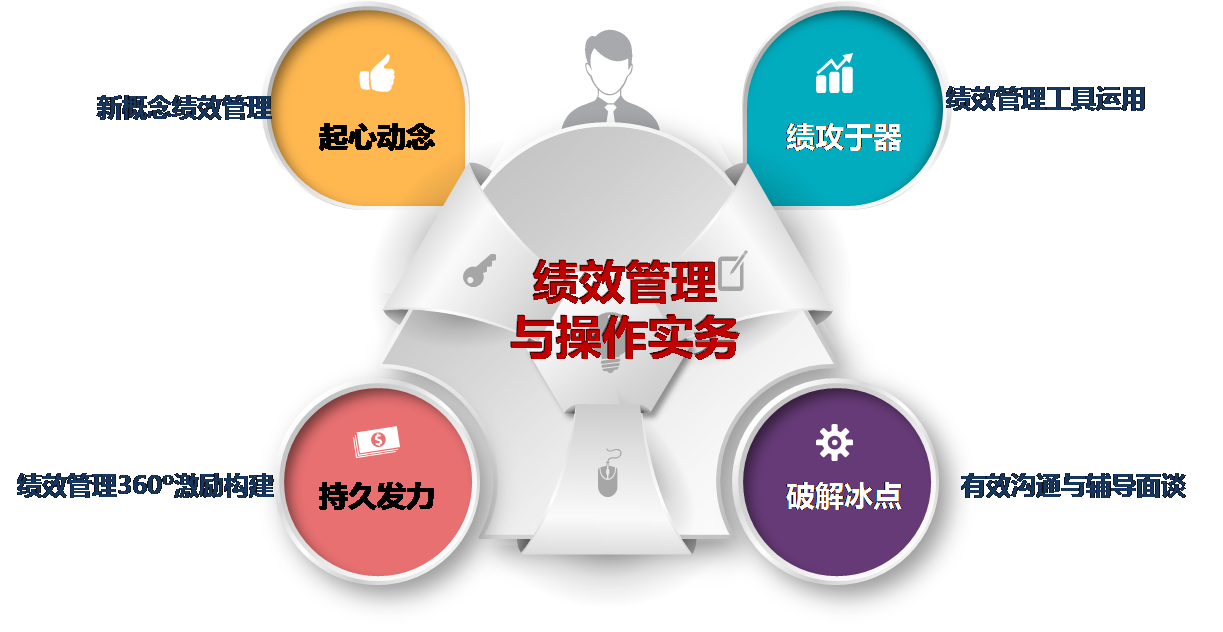 新概念绩效管理
起心动念
绩攻于器
绩效管理工具运用
绩效管理
与操作实务
绩效管理360°激励构建
持久发力
$
破解冰点
有效沟通与辅导面谈